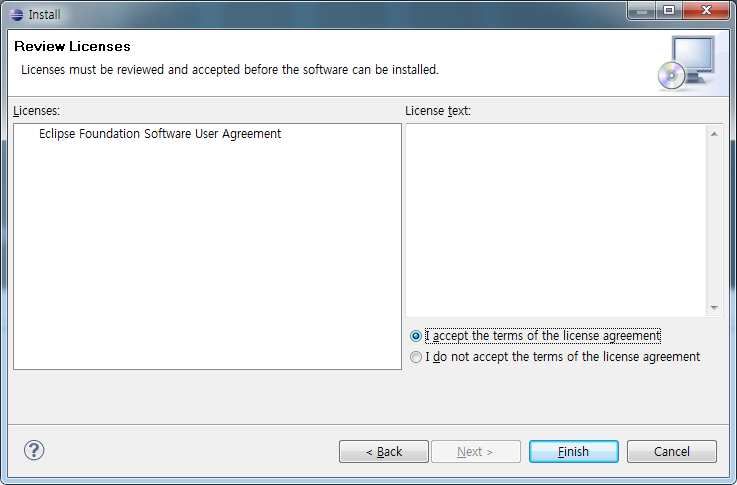 Install
Review Licenses
Licenses must be reviewed and accepted before the software can be installed.
Licenses:
Eclipse Foundation Software User Agreement
License text:
I accept the terms of the license agreement
I do not accept the terms of the license agreement
?
< Back
Next >
Finish
Cancel